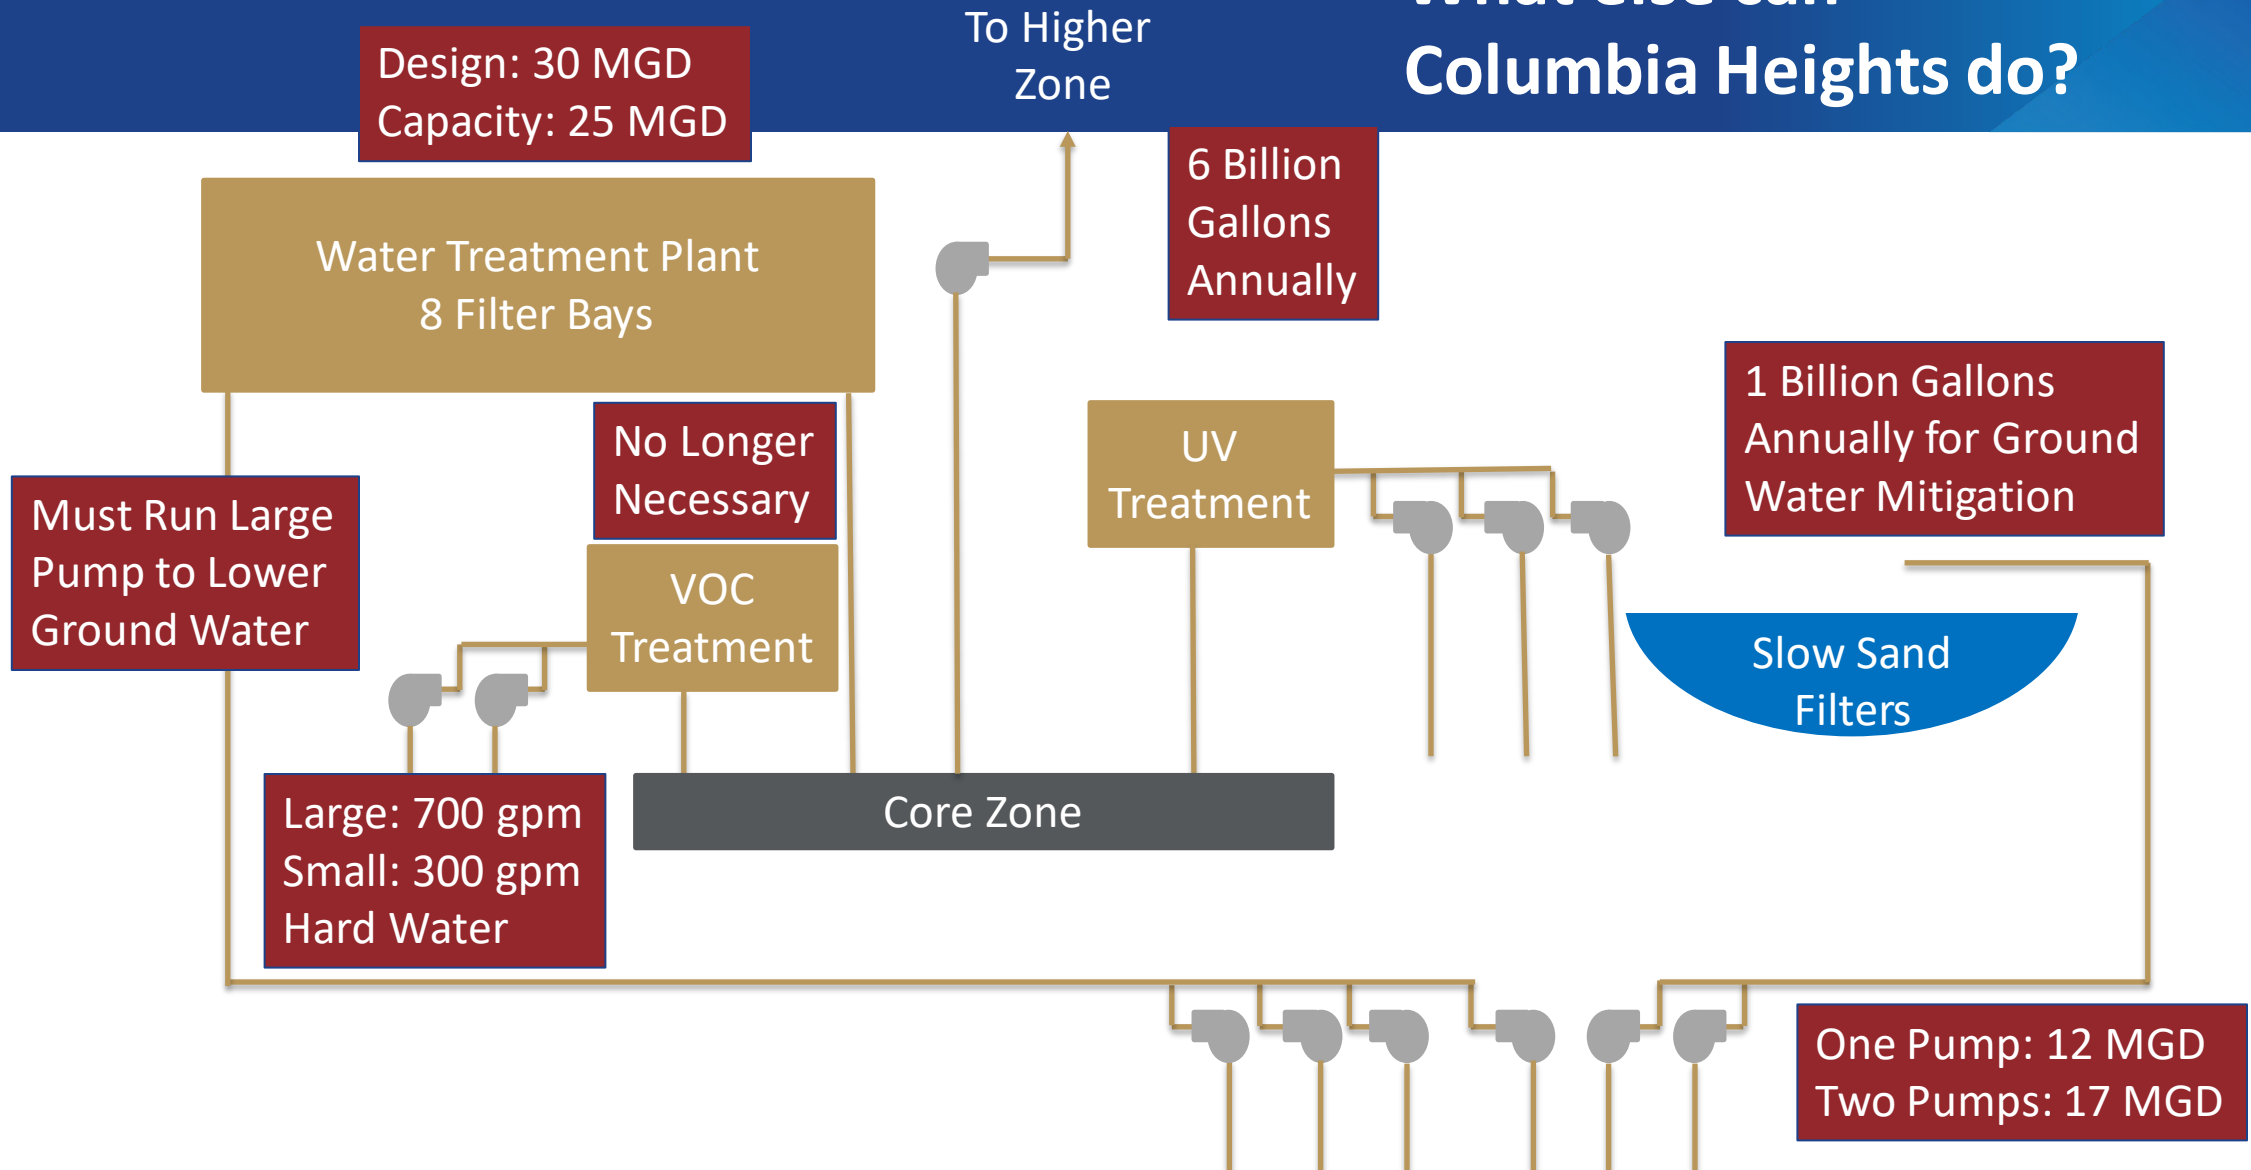 What else can
Columbia Heights do?
To Higher
Zone
Design: 30 MGD
Capacity: 25 MGD
6 Billion
Gallons
Annually
Water Treatment Plant
8 Filter Bays
1 Billion Gallons
Annually for Ground
Water Mitigation
No Longer
Necessary
UV
Treatment
Must Run Large
Pump to Lower
Ground Water
VOC
Treatment
Slow Sand
Filters
Large: 700 gpm
Small: 300 gpm
Hard Water
Core Zone
One Pump: 12 MGD
Two Pumps: 17 MGD